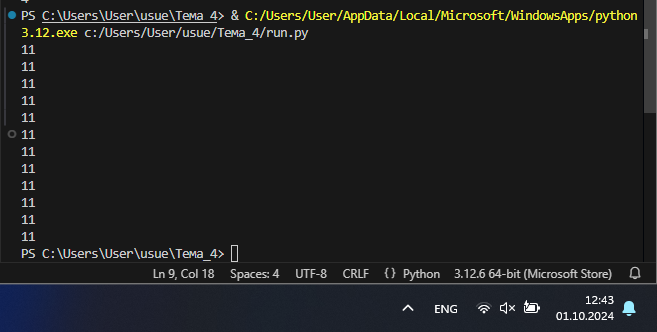 PS C:\Users\User\usue\Тема_4> & C:/Users/User/AppData/Local/Microsoft/WindowsApps/python
3.12.exe c:/Users/User/usue/Тема_4/run.py
11
11
11
11
11
11
11
11
11
11
11
11
PS C:\Users\User\usue\Тема_4>
Ln 9, Col 18 Spaces: 4 UTF-8 CRLF {} Python 3.12.6 64-bit (Microsoft Store)
ENG 12:43
01.10.2024